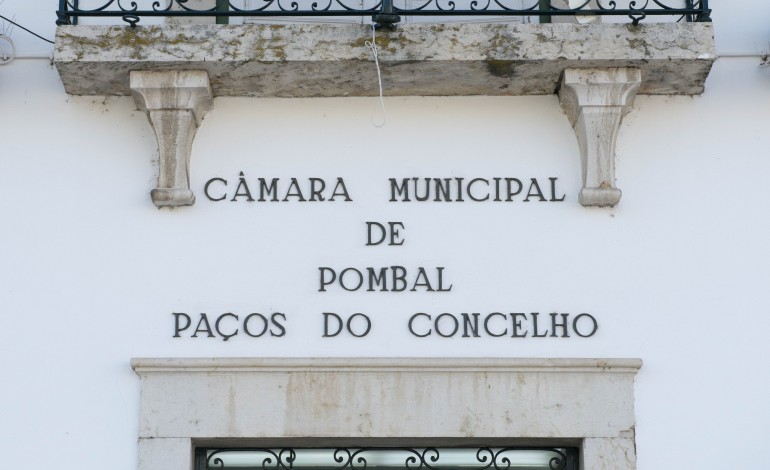 CÂMARA MUNICIPAL
DE
POMBAL
PAÇOS DO CONCELHO